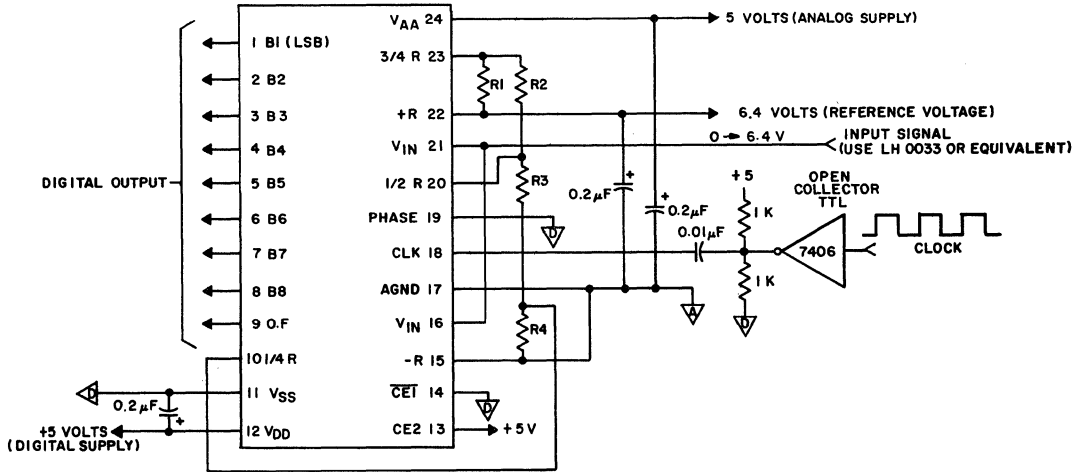 1 B1 (LSB)
2 B2
3 B3
4 B4
5 B5
6 B6
7 B7
8 B8
9 O.F
10 1/4 R
11 VSS
12 VDD
DIGITAL OUTPUT
D
0.2µF
+
+5 VOLTS
(DIGITAL SUPPLY)
VAA 24
3/4 R 23
+R 22
VIN 21
1/2 R 20
PHASE 19
CLK 18
AGND 17
VIN 16
-R 15
CE1 14
CE2 13
R1
R2
R3
R4
D
D
+5V
5 VOLTS (ANALOG SUPPLY)
6.4 VOLTS (REFERENCE VOLTAGE)
0 → 6.4 V
INPUT SIGNAL
(USE LH 0033 OR EQUIVALENT)
+
0.2µF
+
0.2µF
0.01µF
A
+5
1 K
1 K
D
OPEN
COLLECTOR
TTL
7406
CLOCK